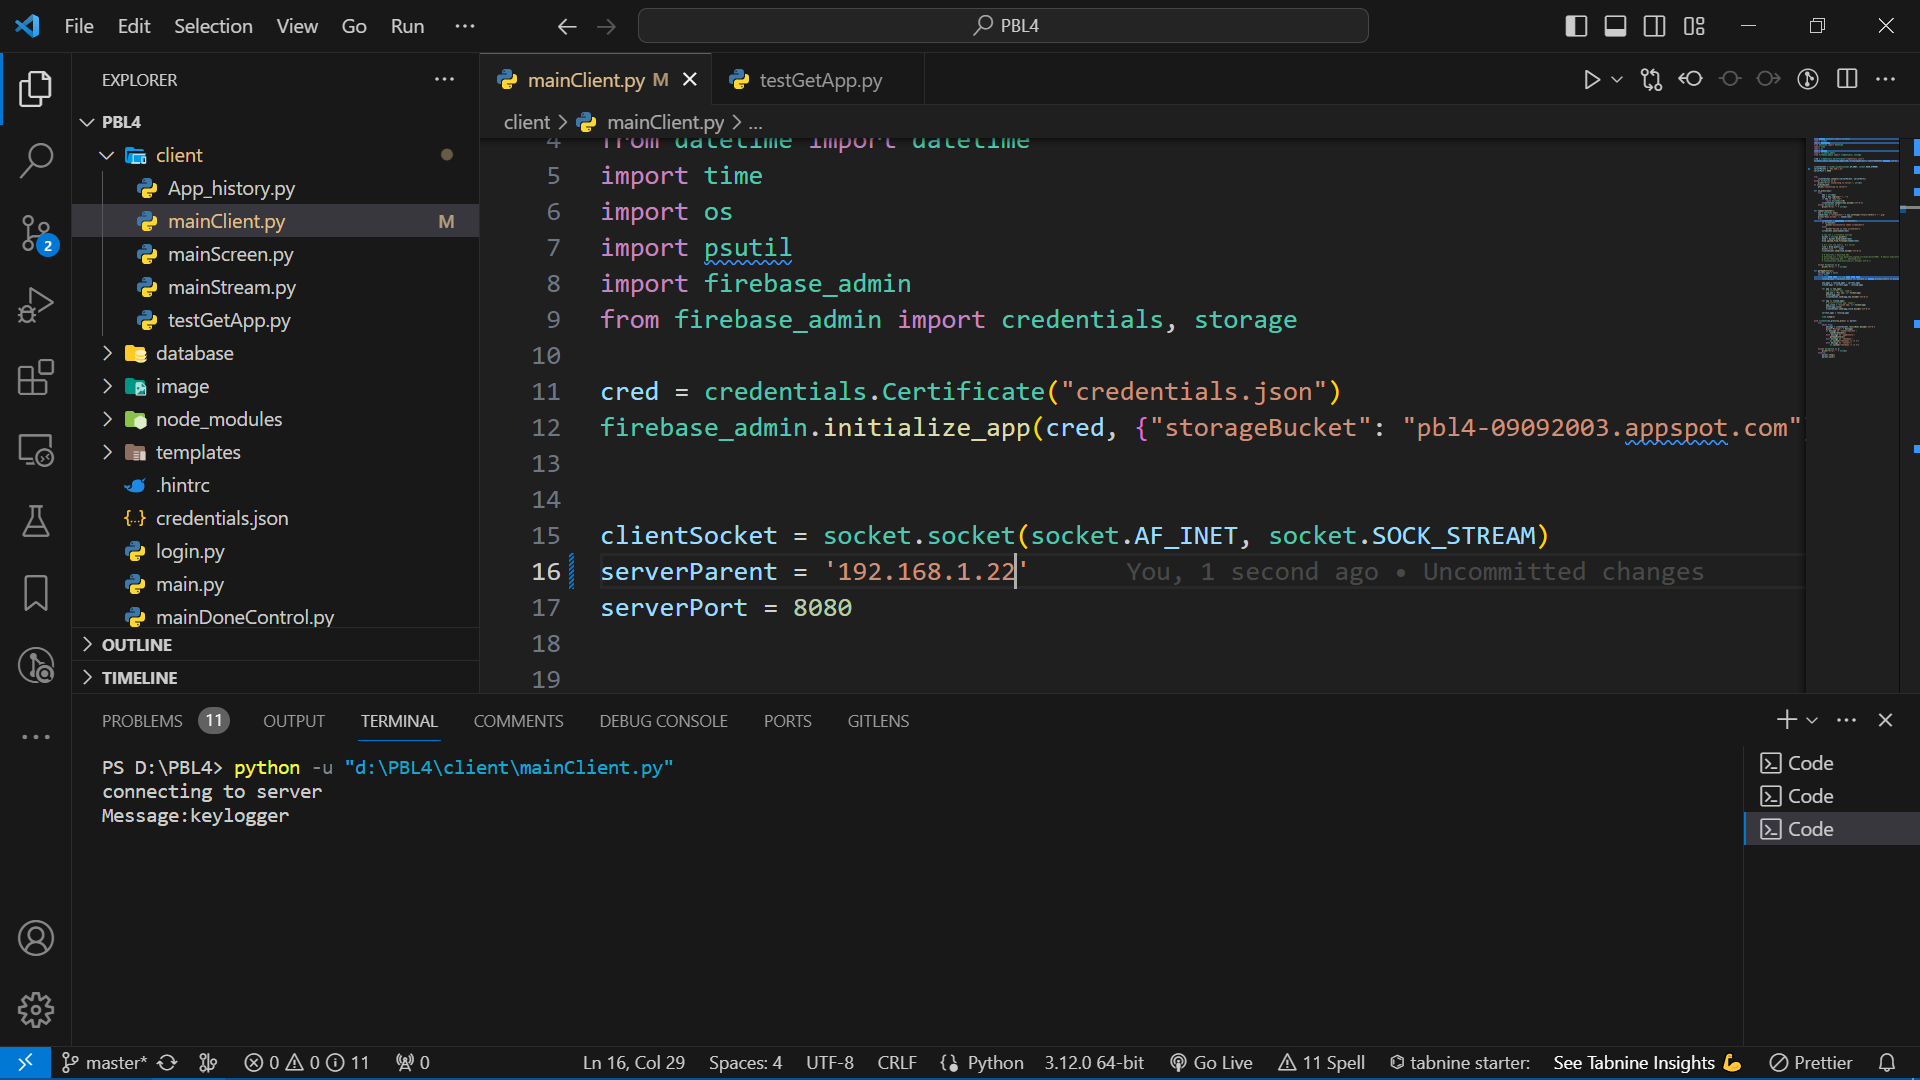 File Edit Selection View Go Run ··· PBL4
EXPLORER
PBL4
client
App_history.py
mainClient.py M
mainScreen.py
mainStream.py
testGetApp.py
database
image
node_modules
templates
.hintrc
credentials.json
login.py
main.py
mainDoneControl.py
OUTLINE
TIMELINE
2
mainClient.py M testGetApp.py
client > mainClient.py > ...
4 from datetime import datetime
5 import time
6 import os
7 import psutil
8 import firebase_admin
9 from firebase_admin import credentials, storage
10
11 cred = credentials.Certificate("credentials.json")
12 firebase_admin.initialize_app(cred, {"storageBucket": "pbl4-09092003.appspot.com"
13
14
15 clientSocket = socket.socket(socket.AF_INET, socket.SOCK_STREAM)
16 serverParent = '192.168.1.22' You, 1 second ago • Uncommitted changes
17 serverPort = 8080
18
19
PROBLEMS 11 OUTPUT TERMINAL COMMENTS DEBUG CONSOLE PORTS GITLENS
PS D:\PBL4> python -u "d:\PBL4\client\mainClient.py"
connecting to server
Message:keylogger
Code
Code
Code
master* 0 0 11 0 Ln 16, Col 29 Spaces: 4 UTF-8 CRLF Python 3.12.0 64-bit Go Live 11 Spell tabnine starter: See Tabnine Insights Prettier